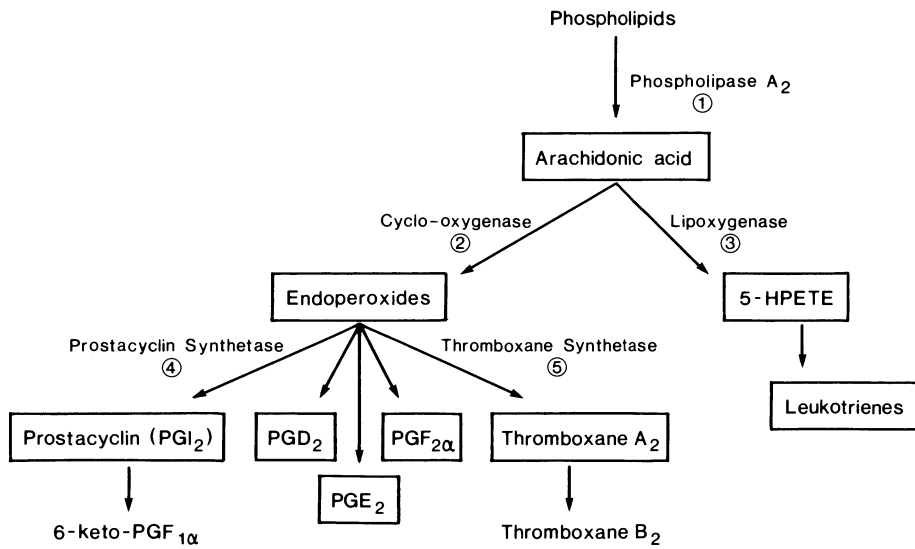 Phospholipids
Phospholipase A₂
①
Arachidonic acid
Cyclo-oxygenase
②
Lipoxygenase
③
Endoperoxides
5-HPETE
Prostacyclin Synthetase
④
Thromboxane Synthetase
⑤
Prostacyclin (PGI₂)
PGD₂
PGF₂α
Thromboxane A₂
Leukotrienes
PGE₂
6-keto-PGF₁α
Thromboxane B₂